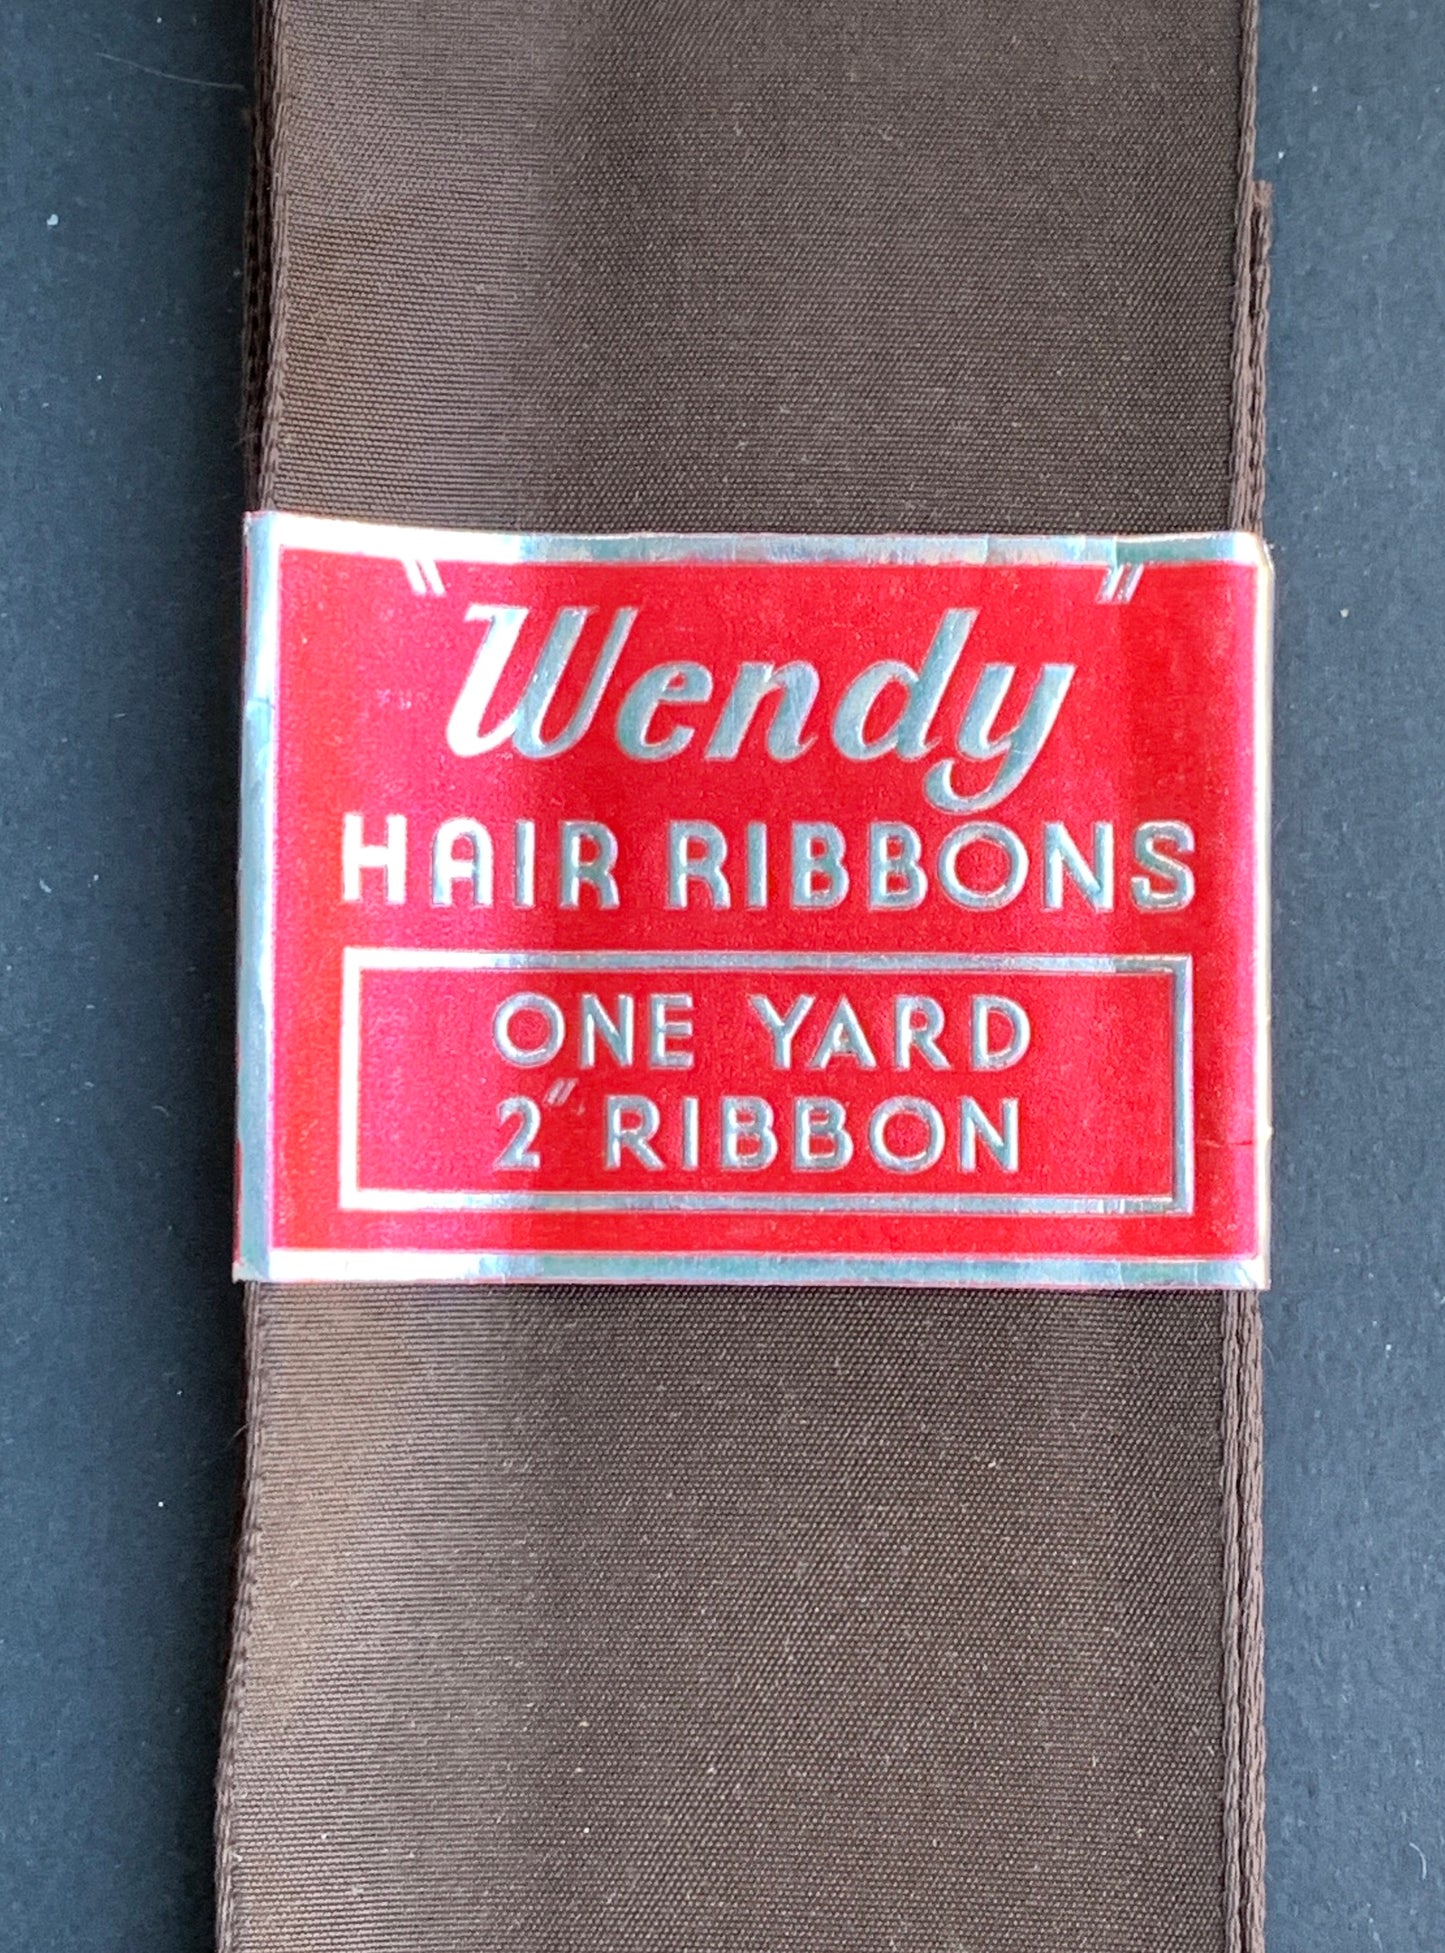 "Wendy"
HAIR RIBBONS
ONE YARD
2" RIBBON